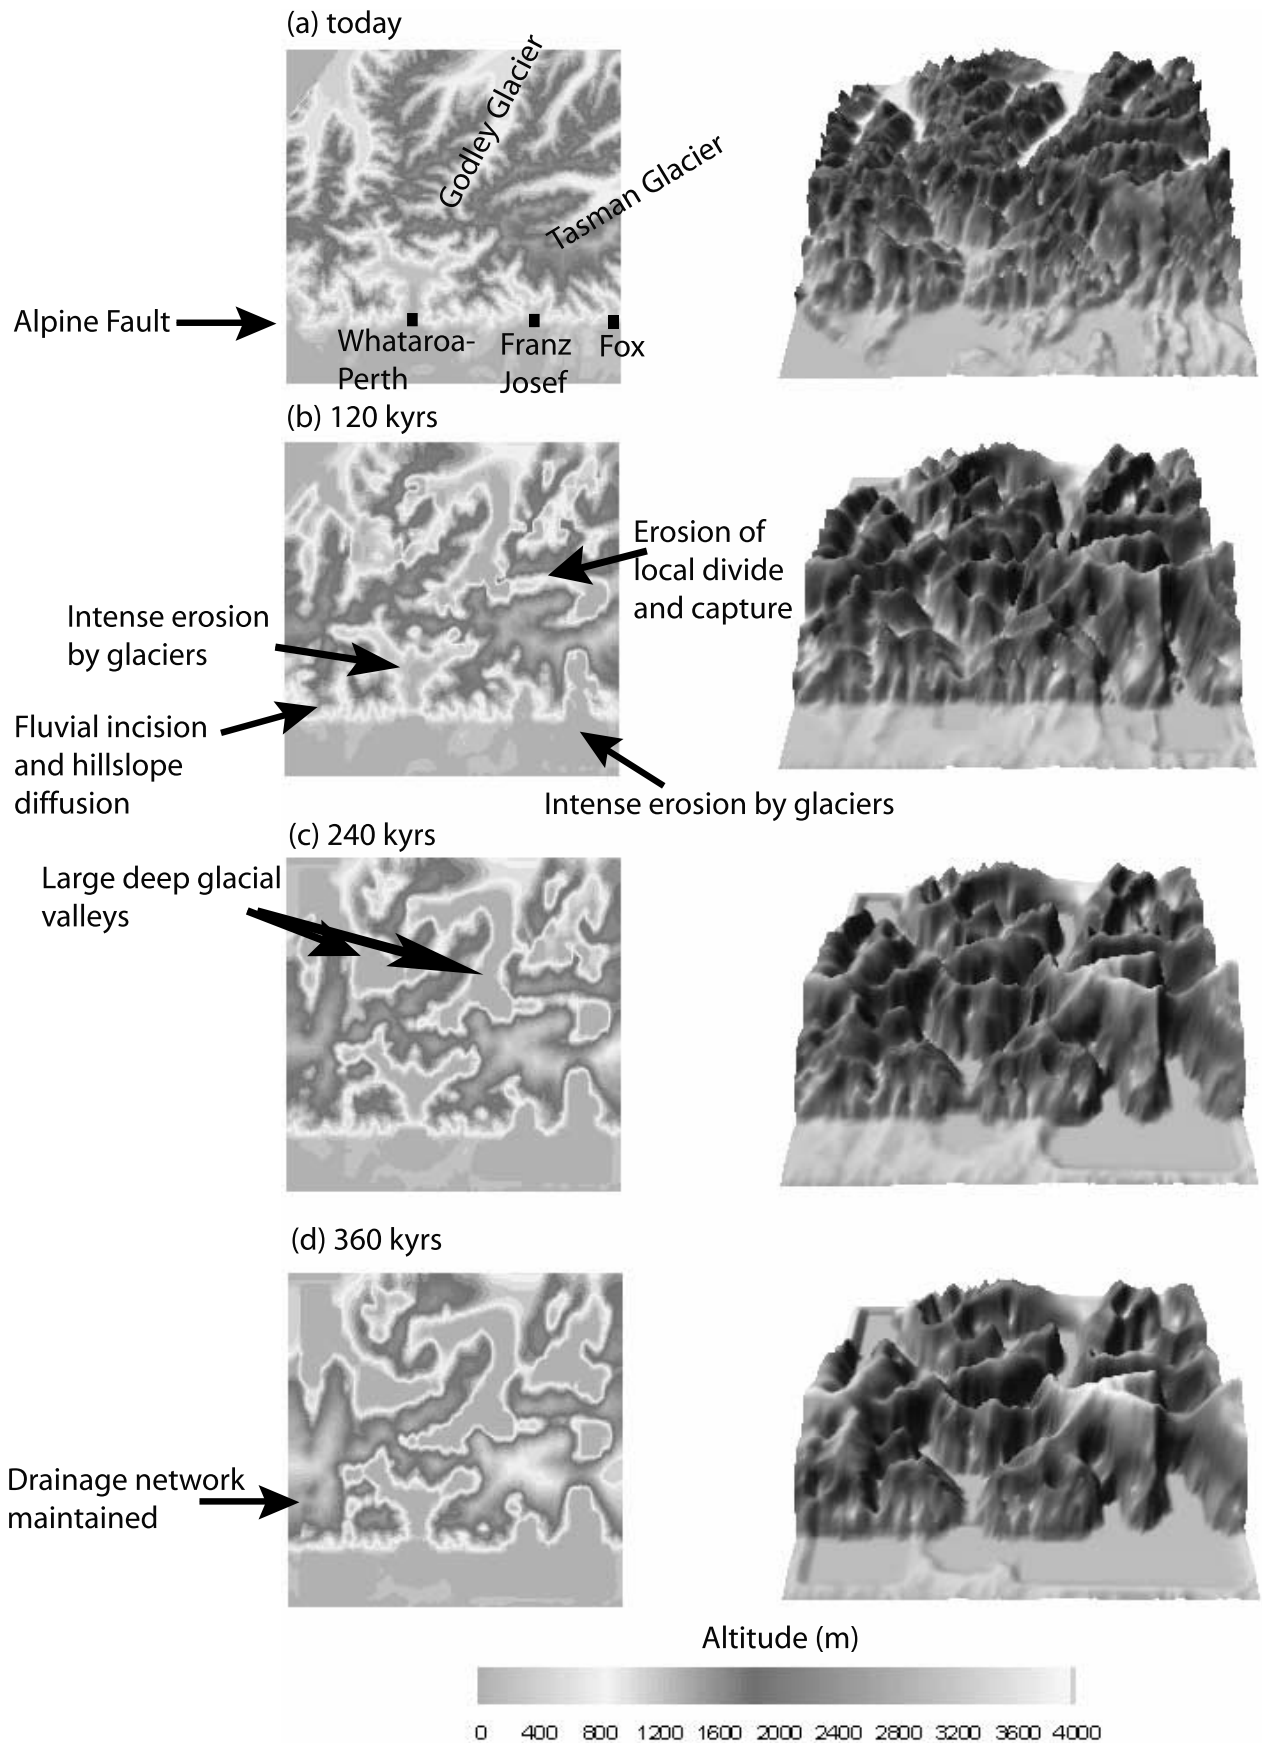 (a) today
Godley Glacier
Tasman Glacier
Alpine Fault
Whataroa-
Perth
Franz
Josef
Fox
(b) 120 kyrs
Erosion of
local divide
and capture
Intense erosion
by glaciers
Fluvial incision
and hillslope
diffusion
Intense erosion by glaciers
(c) 240 kyrs
Large deep glacial
valleys
(d) 360 kyrs
Drainage network
maintained
Altitude (m)
0 400 800 1200 1600 2000 2400 2800 3200 3600 4000